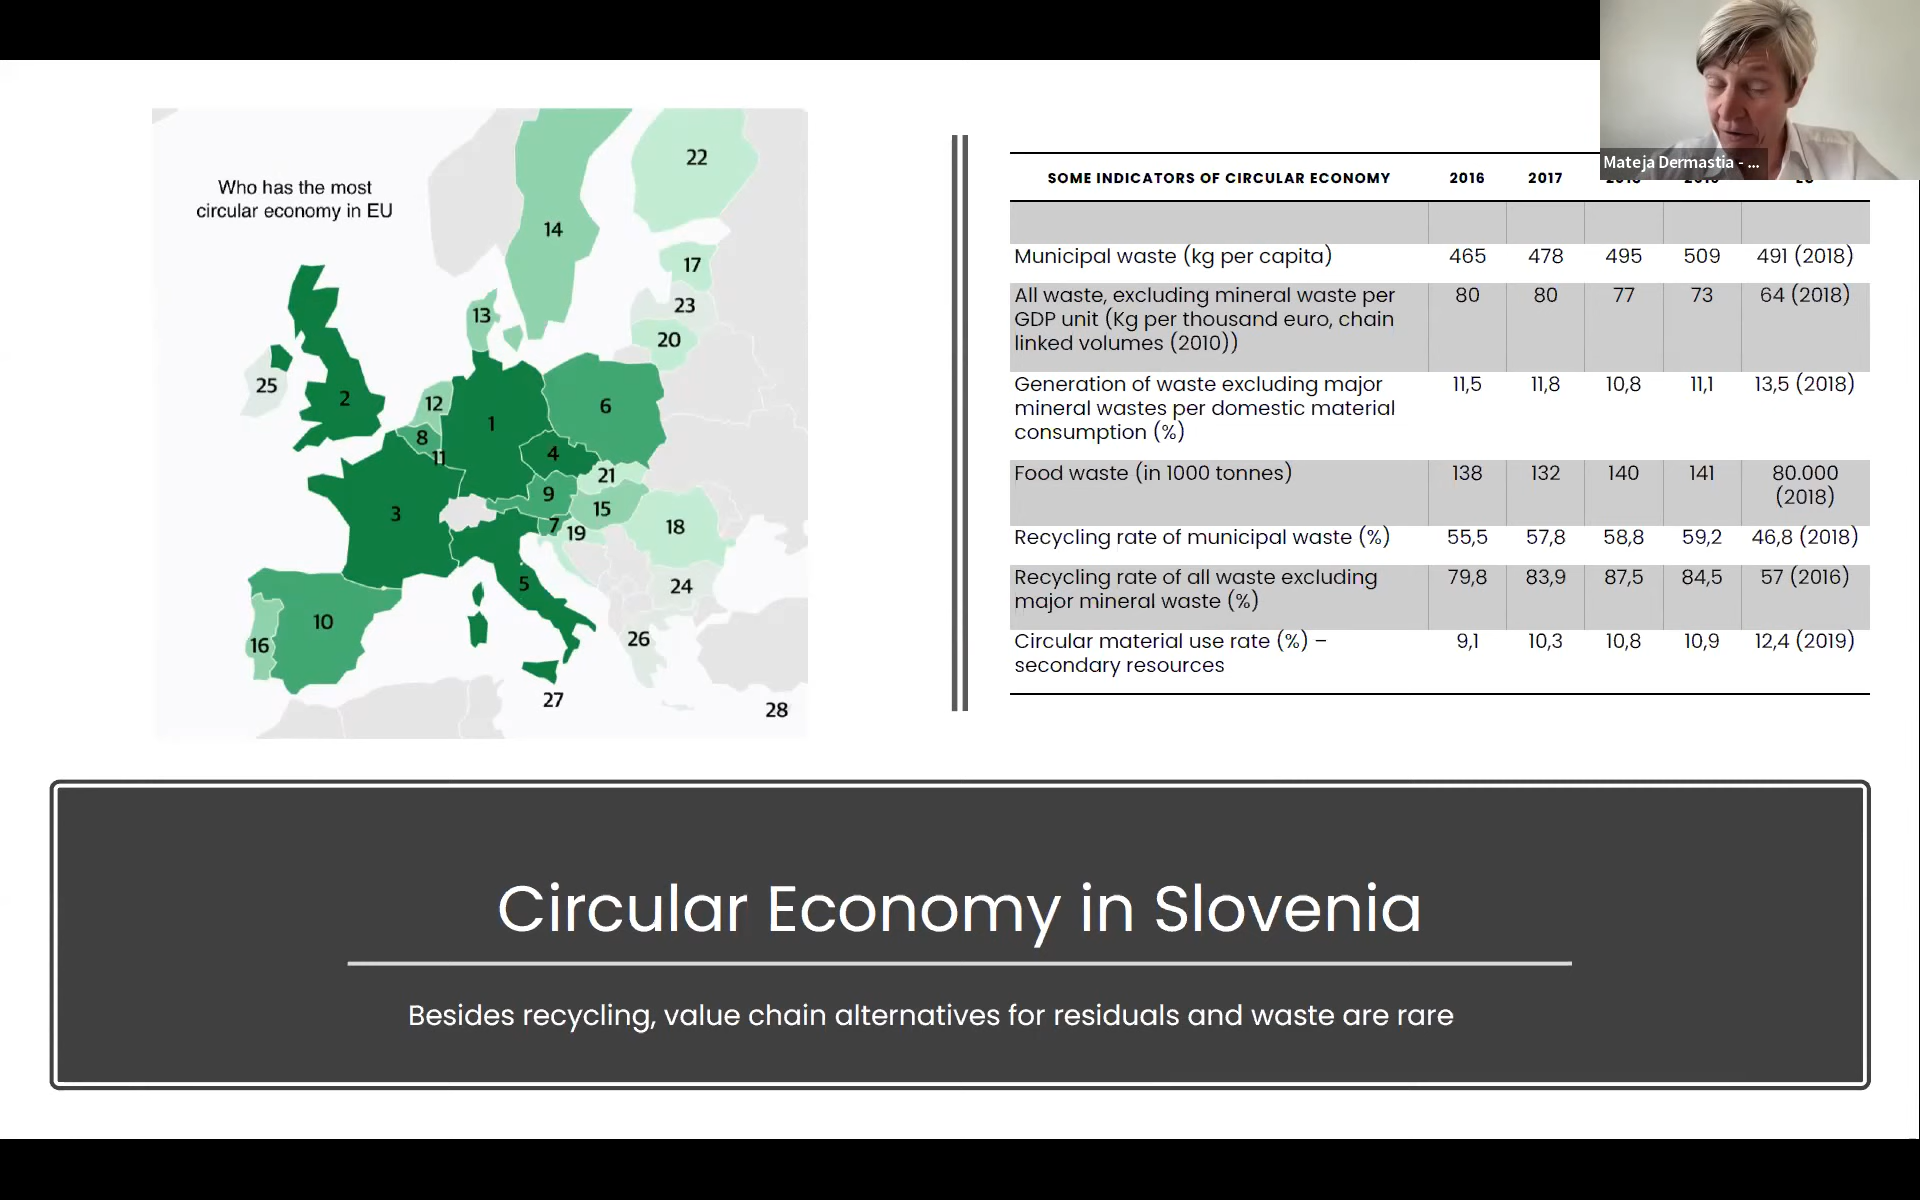 Mateja Dermastia - ...
Who has the most
circular economy in EU
22
14
17
23
13
20
25
2
12
1
6
8
11
4
21
9
15
3
7
19
18
5
24
10
16
26
27
28
SOME INDICATORS OF CIRCULAR ECONOMY 2016 2017
Municipal waste (kg per capita) 465 478 495 509 491 (2018)
All waste, excluding mineral waste per 80 80 77 73 64 (2018)
GDP unit (Kg per thousand euro, chain
linked volumes (2010))
Generation of waste excluding major 11,5 11,8 10,8 11,1 13,5 (2018)
mineral wastes per domestic material
consumption (%)
Food waste (in 1000 tonnes) 138 132 140 141 80.000
(2018)
Recycling rate of municipal waste (%) 55,5 57,8 58,8 59,2 46,8 (2018)
Recycling rate of all waste excluding 79,8 83,9 87,5 84,5 57 (2016)
major mineral waste (%)
Circular material use rate (%) – 9,1 10,3 10,8 10,9 12,4 (2019)
secondary resources
Circular Economy in Slovenia
Besides recycling, value chain alternatives for residuals and waste are rare